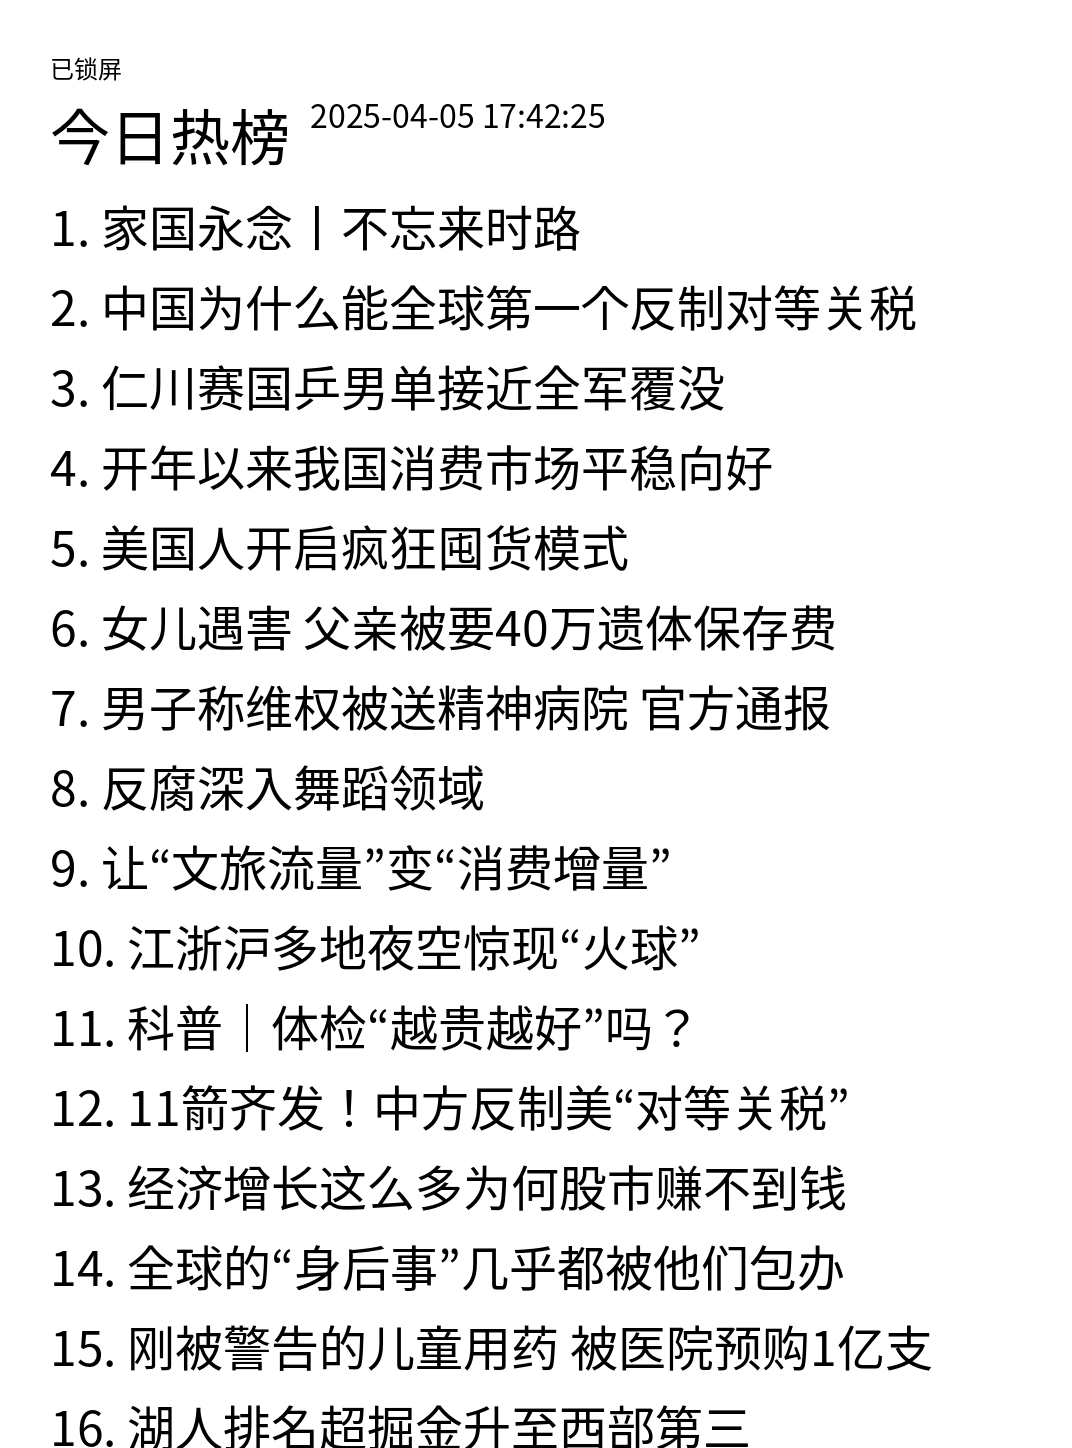 已锁屏
今日热榜 2025-04-05 17:42:25
1. 家国永念丨不忘来时路
2. 中国为什么能全球第一个反制对等关税
3. 仁川赛国乒男单接近全军覆没
4. 开年以来我国消费市场平稳向好
5. 美国人开启疯狂囤货模式
6. 女儿遇害 父亲被要40万遗体保存费
7. 男子称维权被送精神病院 官方通报
8. 反腐深入舞蹈领域
9. 让“文旅流量”变“消费增量”
10. 江浙沪多地夜空惊现“火球”
11. 科普｜体检“越贵越好”吗？
12. 11箭齐发！中方反制美“对等关税”
13. 经济增长这么多为何股市赚不到钱
14. 全球的“身后事”几乎都被他们包办
15. 刚被警告的儿童用药 被医院预购1亿支
16. 湖人排名超掘金升至西部第三